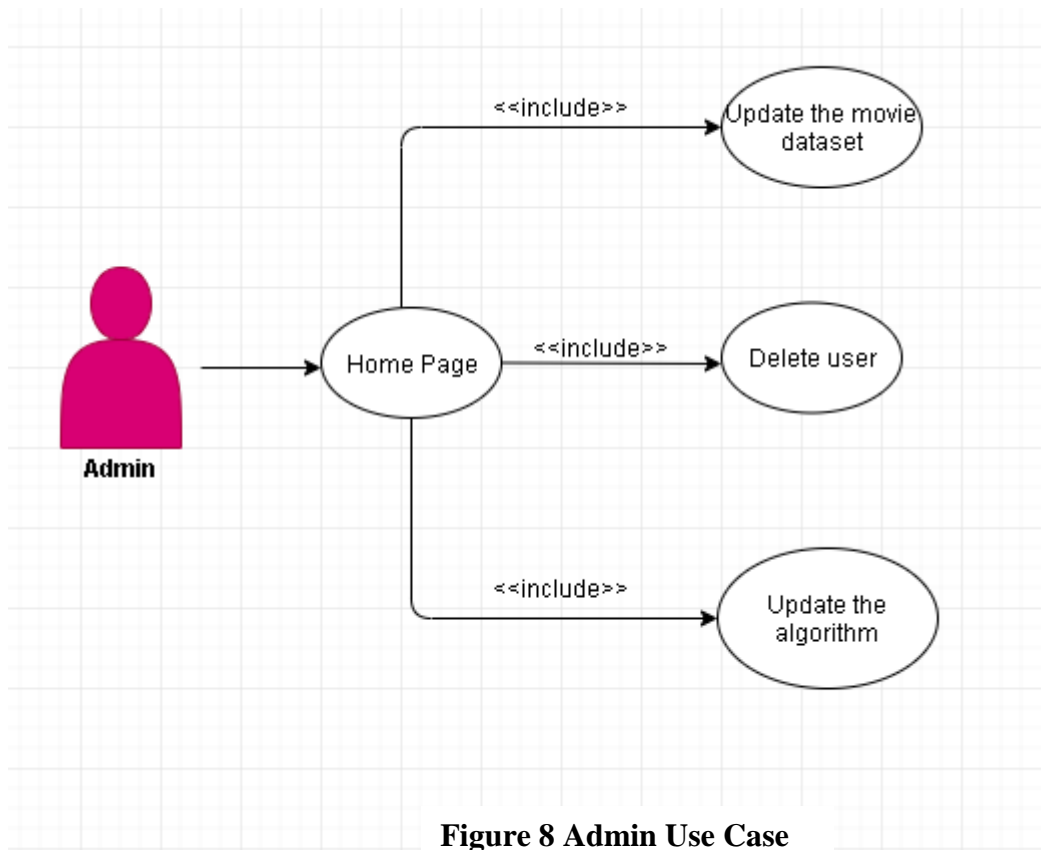 <<include>>
Update the movie
dataset
Home Page
<<include>>
Delete user
Admin
<<include>>
Update the
algorithm
Figure 8 Admin Use Case